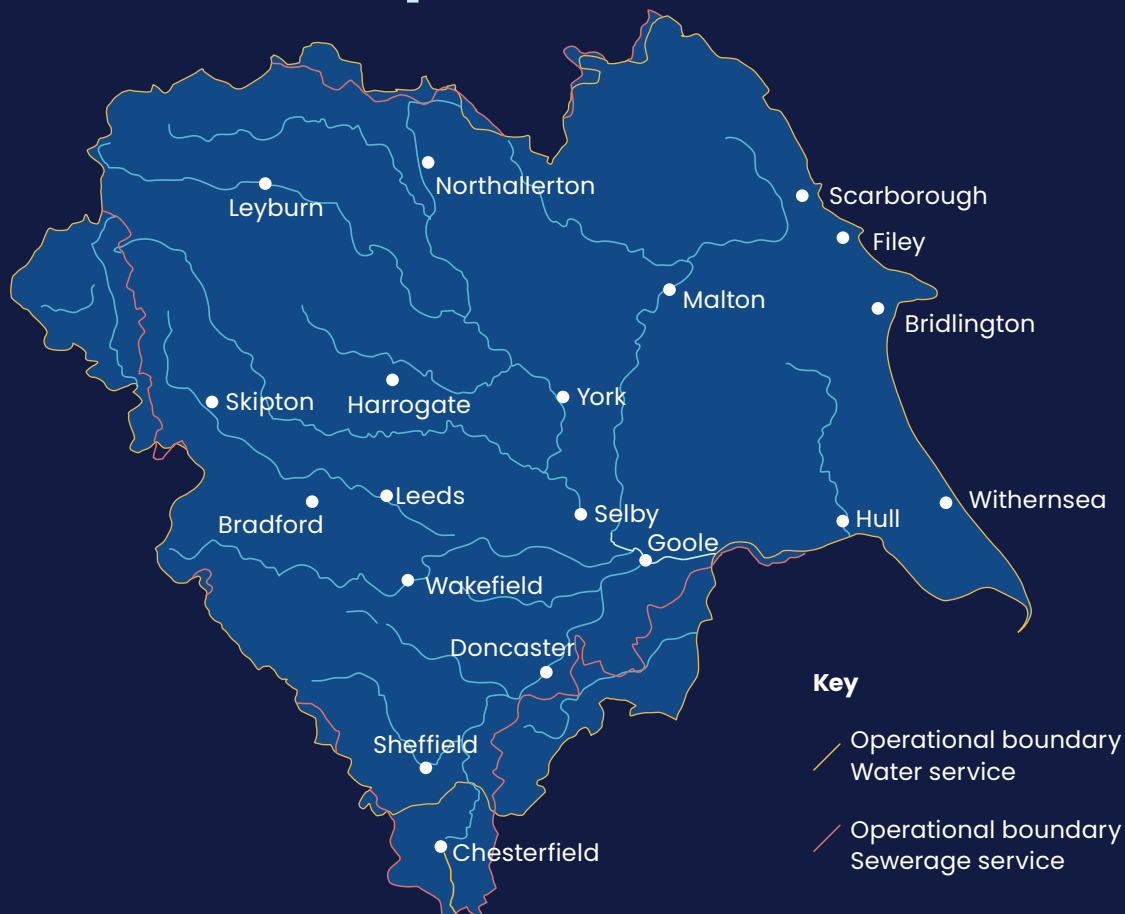 Northallerton
Leyburn
Scarborough
Filey
Malton
Bridlington
Skipton
Harrogate
York
Leeds
Bradford
Selby
Withernsea
Hull
Goole
Wakefield
Doncaster
Sheffield
Chesterfield
Key
Operational boundary
Water service
Operational boundary
Sewerage service